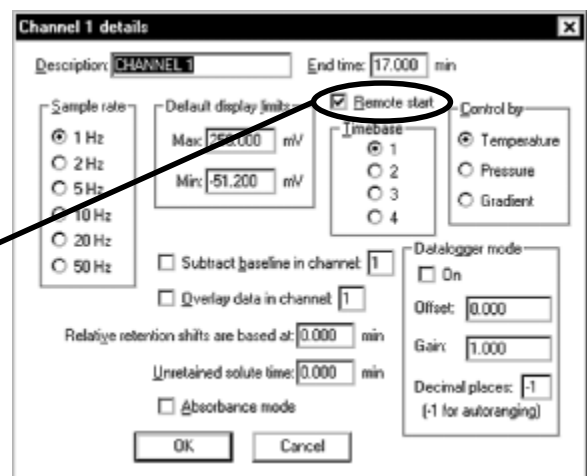 Channel 1 details
Description: CHANNEL 1 End time: 17.000 min
Sample rate
1 Hz
2 Hz
5 Hz
10 Hz
20 Hz
50 Hz
Default display limits
Max: mV
Min: -51.200 mV
Remote start
Timebase
1
2
3
4
Control by
Temperature
Pressure
Gradient
Subtract baseline in channel: 1
Overlay data in channel: 1
Relative retention shifts are based at: 0.000 min
Unretained solute time: 0.000 min
Absorbance mode
Datalogger mode
On
Offset: 0.000
Gain: 1.000
Decimal places: -1
(-1 for autoranging)
OK Cancel